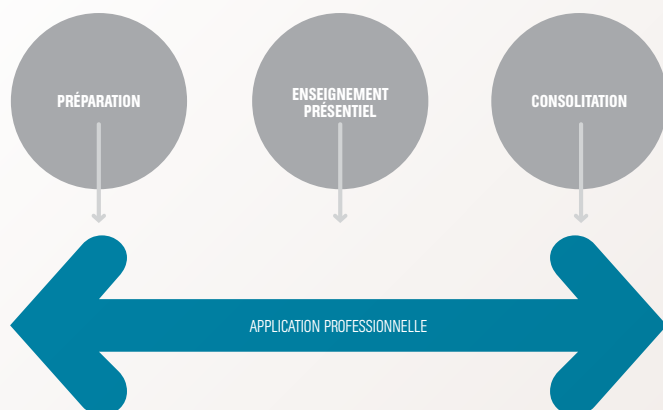 PRÉPARATION
ENSEIGNEMENT
PRÉSENTIEL
CONSOLITATION
APPLICATION PROFESSIONNELLE